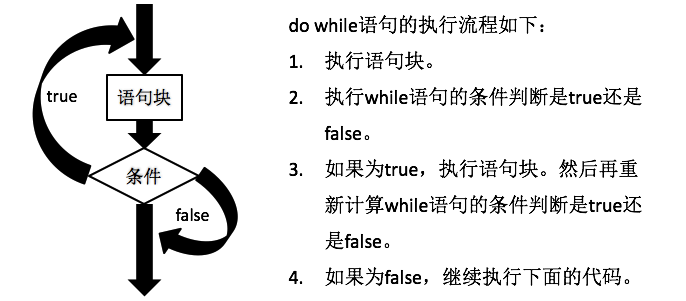 true
语句块
条件
false
do while语句的执行流程如下：
1. 执行语句块。
2. 执行while语句的条件判断是true还是
false。
3. 如果为true，执行语句块。然后再重
新计算while语句的条件判断是true还
是false。
4. 如果为false，继续执行下面的代码。